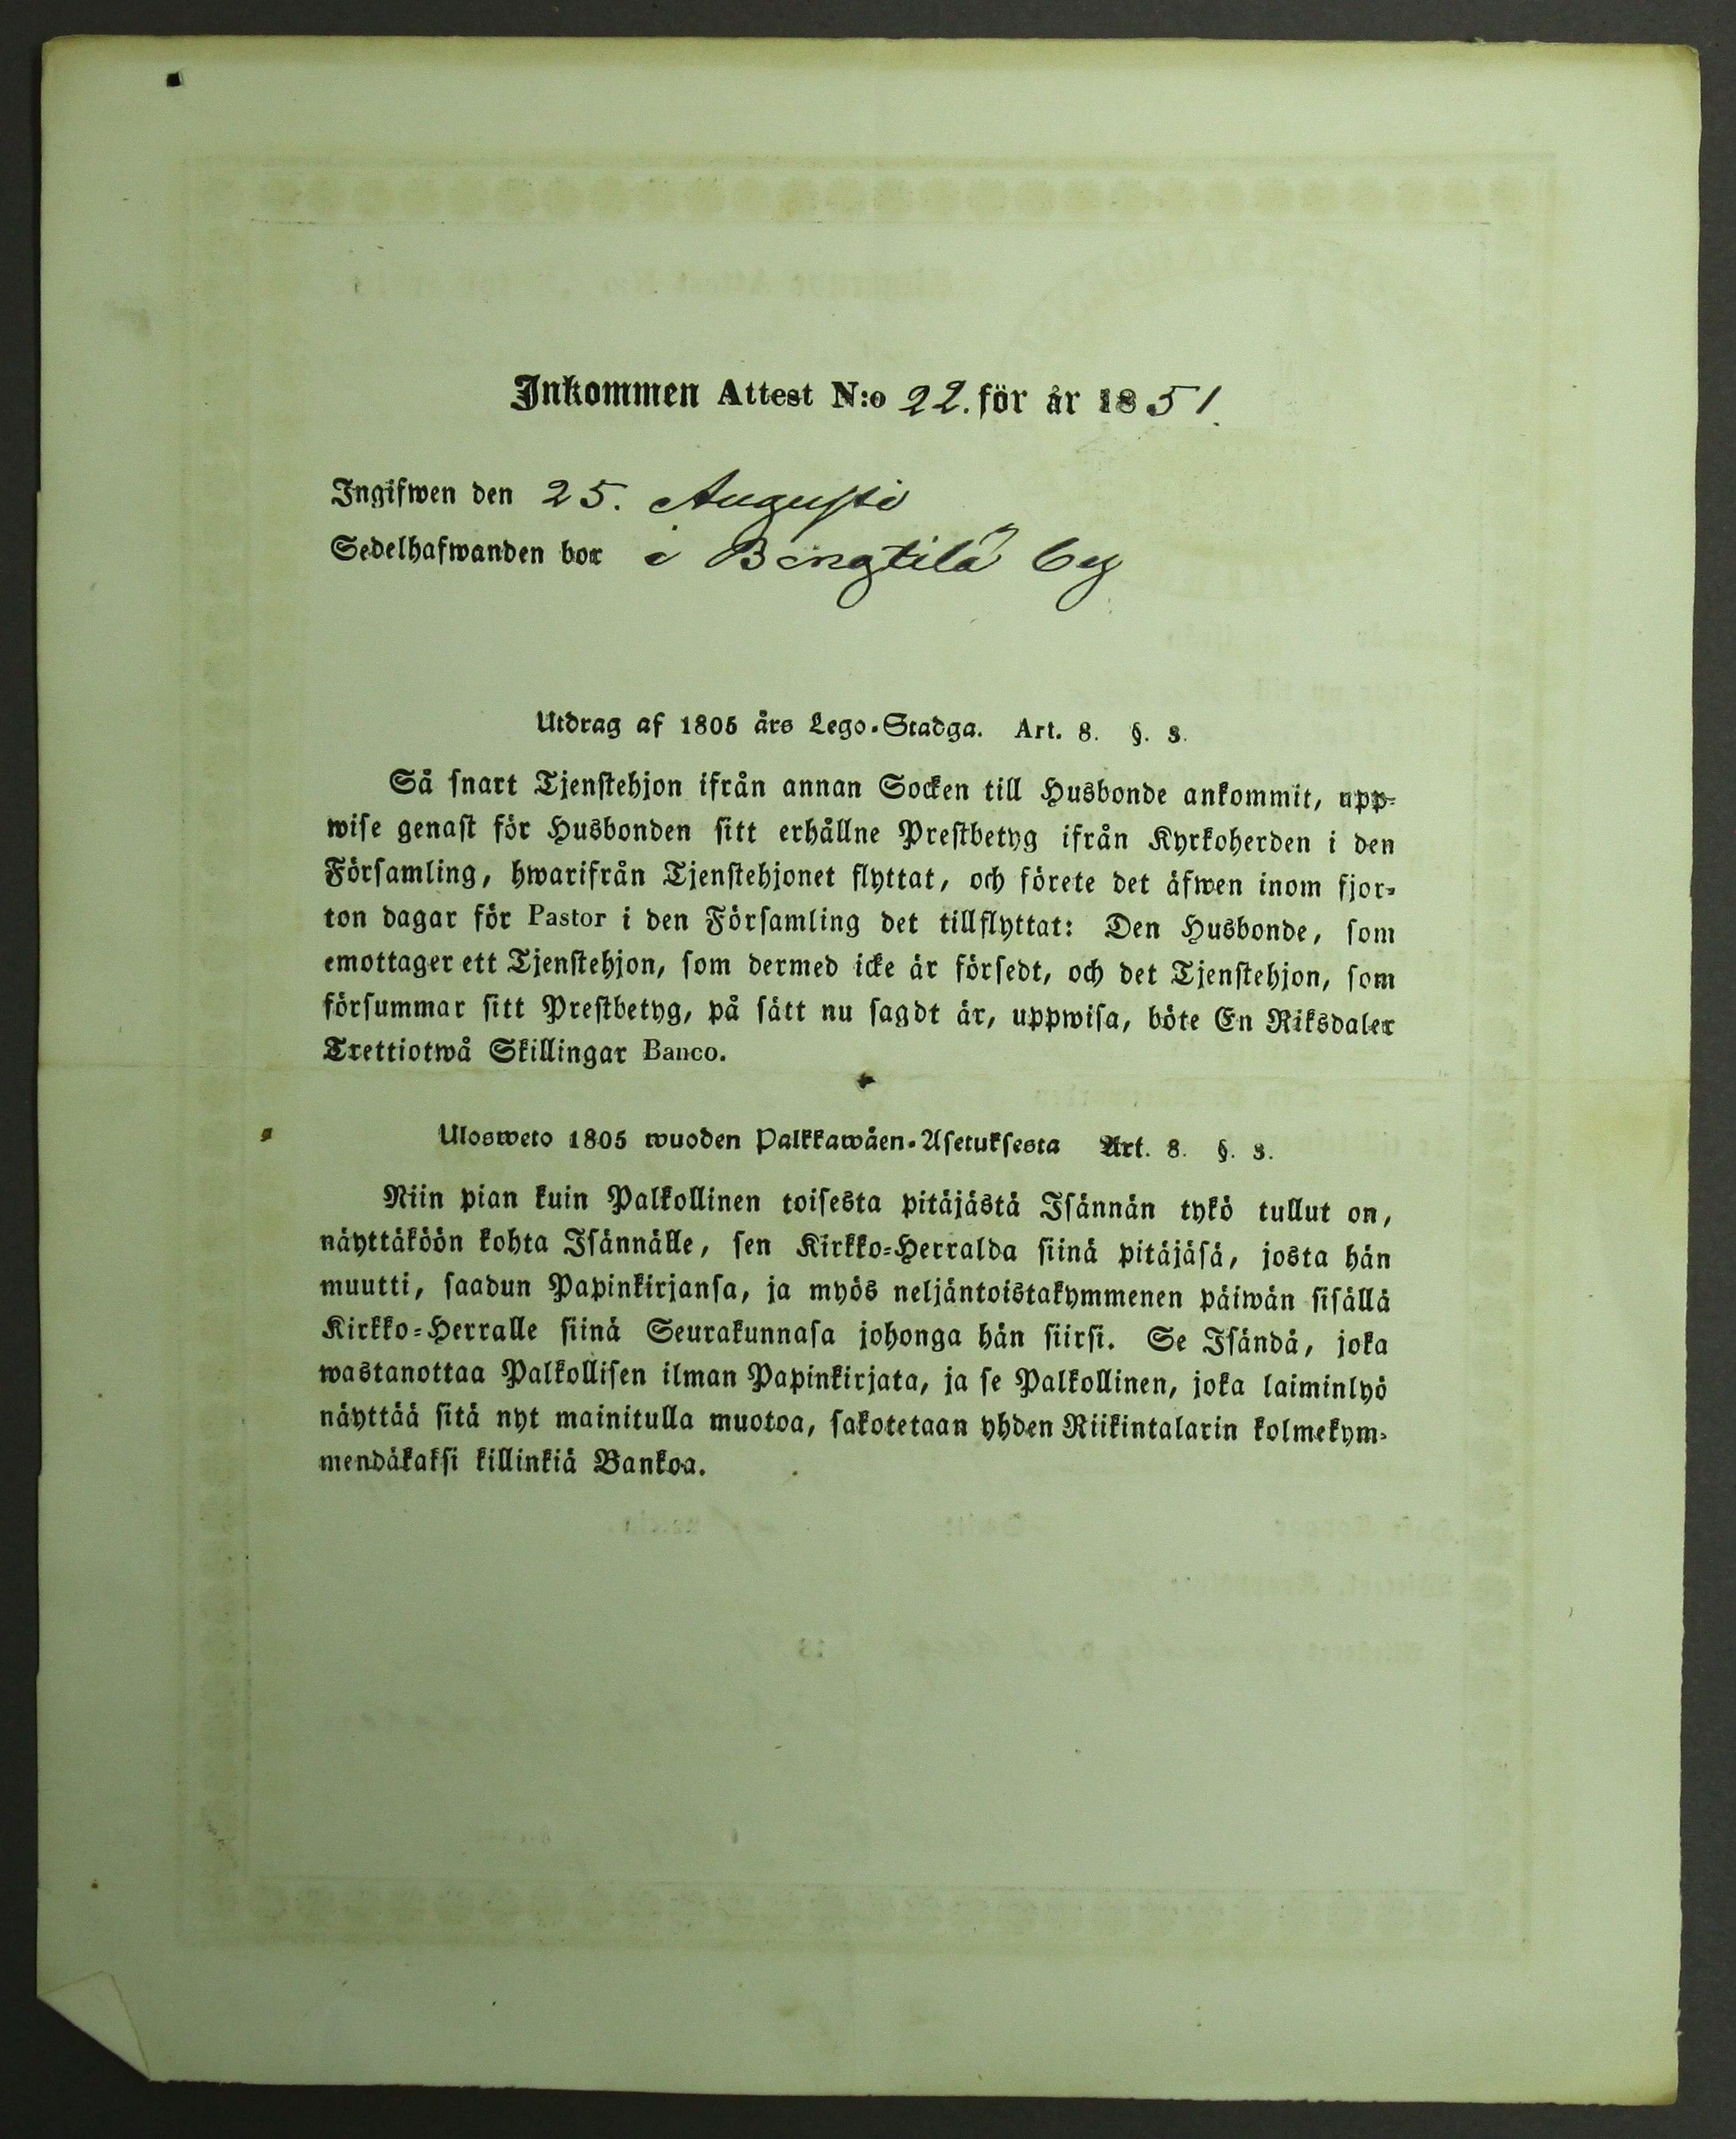 Inkommen Attest N:o 22. för år 1851.
Ingifwen den 25. Augusti
Sedelhafwanden bor i Bengtilä by
Utdrag af 1805 års Lego-Stadga. Art. 8. §. 3.
Så snart Tjenstehjon ifrån annan Socken till Husbonde ankommit, upp-
wise genast för Husbonden sitt erhållne Prestbetyg ifrån Kyrkoherden i den
Församling, hwarifrån Tjenstehjonet flyttat, och förete det äfwen inom fjor-
ton dagar för Pastor i den Församling det tillflyttat: Den Husbonde, som
emottager ett Tjenstehjon, som dermed icke är försedt, och det Tjenstehjon, som
försummar sitt Prestbetyg, på sätt nu sagdt är, uppwisa, böte En Riksdaler
Trettiotwå Skillingar Banco.
Ulosweto 1805 wuoden Palkkawäen-Asetuksesta Art. 8. §. 3.
Niin pian kuin Palkollinen toisesta pitäjästä Isännän tykö tullut on,
näyttäköön kohta Isännälle, sen Kirkko-Herralda siinä pitäjäsä, josta hän
muutti, saadun Papinkirjansa, ja myös neljäntoistakymmenen päiwän sisällä
Kirkko-Herralle siinä Seurakunnasa johonga hän siirsi. Se Isändä, joka
wastanottaa Palkollisen ilman Papinkirjata, ja se Palkollinen, joka laiminlyö
näyttää sitä nyt mainitulla muotoa, sakotetaan yhden Riikintalarin kolmekym-
mendäkaksi killinkiä Bankoa.